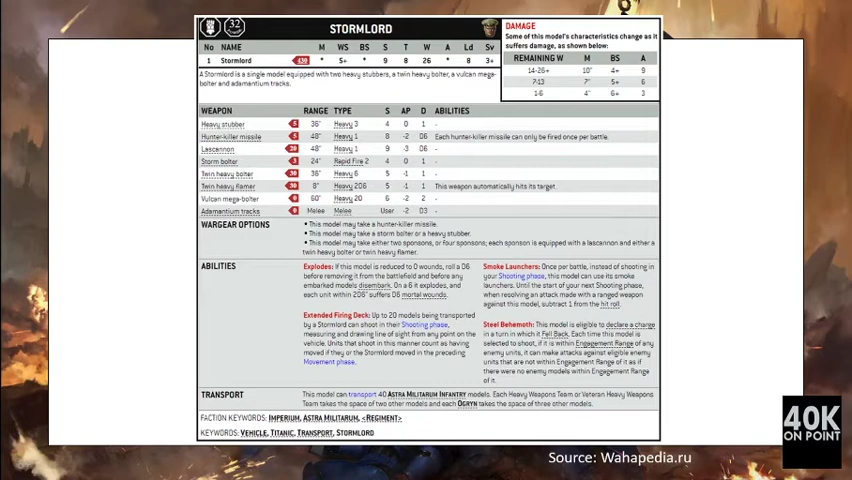 32
STORMLORD
No NAME M WS BS S T W A Ld Sv
1 Stormlord 430 * 5+ * 9 8 26 * 8 3+
A Stormlord is a single model equipped with two heavy stubbers, a twin heavy bolter, a vulcan mega-
bolter and adamantium tracks.
DAMAGE
Some of this model's characteristics change as it
suffers damage, as shown below:
REMAINING W M BS A
14-26+ 10" 4+ 9
7-13 7" 5+ 6
1-6 4" 6+ 3
WEAPON RANGE TYPE S AP D ABILITIES
Heavy stubber 5 36" Heavy 3 4 0 1 -
Hunter-killer missile 5 48" Heavy 1 8 -2 D6 Each hunter-killer missile can only be fired once per battle.
Lascannon 20 48" Heavy 1 9 -3 D6 -
Storm bolter 3 24" Rapid Fire 2 4 0 1 -
Twin heavy bolter 30 36" Heavy 6 5 -1 1 -
Twin heavy flamer 30 8" Heavy 2D6 5 -1 1 This weapon automatically hits its target.
Vulcan mega-bolter 0 60" Heavy 20 6 -2 2 -
Adamantium tracks 0 Melee Melee User -2 D3 -
WARGEAR OPTIONS
• This model may take a hunter-killer missile.
• This model may take a storm bolter or a heavy stubber.
• This model may take either two sponsons, or four sponsons; each sponson is equipped with a lascannon and either a
twin heavy bolter or twin heavy flamer.
ABILITIES
Explodes: If this model is reduced to 0 wounds, roll a D6
before removing it from the battlefield and before any
embarked models disembark. On a 6 it explodes, and
each unit within 2D6" suffers D6 mortal wounds.
Extended Firing Deck: Up to 20 models being transported
by a Stormlord can shoot in their Shooting phase,
measuring and drawing line of sight from any point on the
vehicle. Units that shoot in this manner count as having
moved if they or the Stormlord moved in the preceding
Movement phase.
Smoke Launchers: Once per battle, instead of shooting in
your Shooting phase, this model can use its smoke
launchers. Until the start of your next Shooting phase,
when resolving an attack made with a ranged weapon
against this model, subtract 1 from the hit roll.
Steel Behemoth: This model is eligible to declare a charge
in a turn in which it Fell Back. Each time this model is
selected to shoot, if it is within Engagement Range of any
enemy units, it can make attacks against eligible enemy
units that are not within Engagement Range of it as if
there were no enemy models within Engagement Range
of it.
TRANSPORT
This model can transport 40 ASTRA MILITARUM INFANTRY models. Each Heavy Weapons Team or Veteran Heavy Weapons
Team takes the space of two other models and each OGRYN takes the space of three other models.
FACTION KEYWORDS: IMPERIUM, ASTRA MILITARUM, <REGIMENT>
KEYWORDS: VEHICLE, TITANIC, TRANSPORT, STORMLORD
Source: Wahapedia.ru
40K
ON POINT